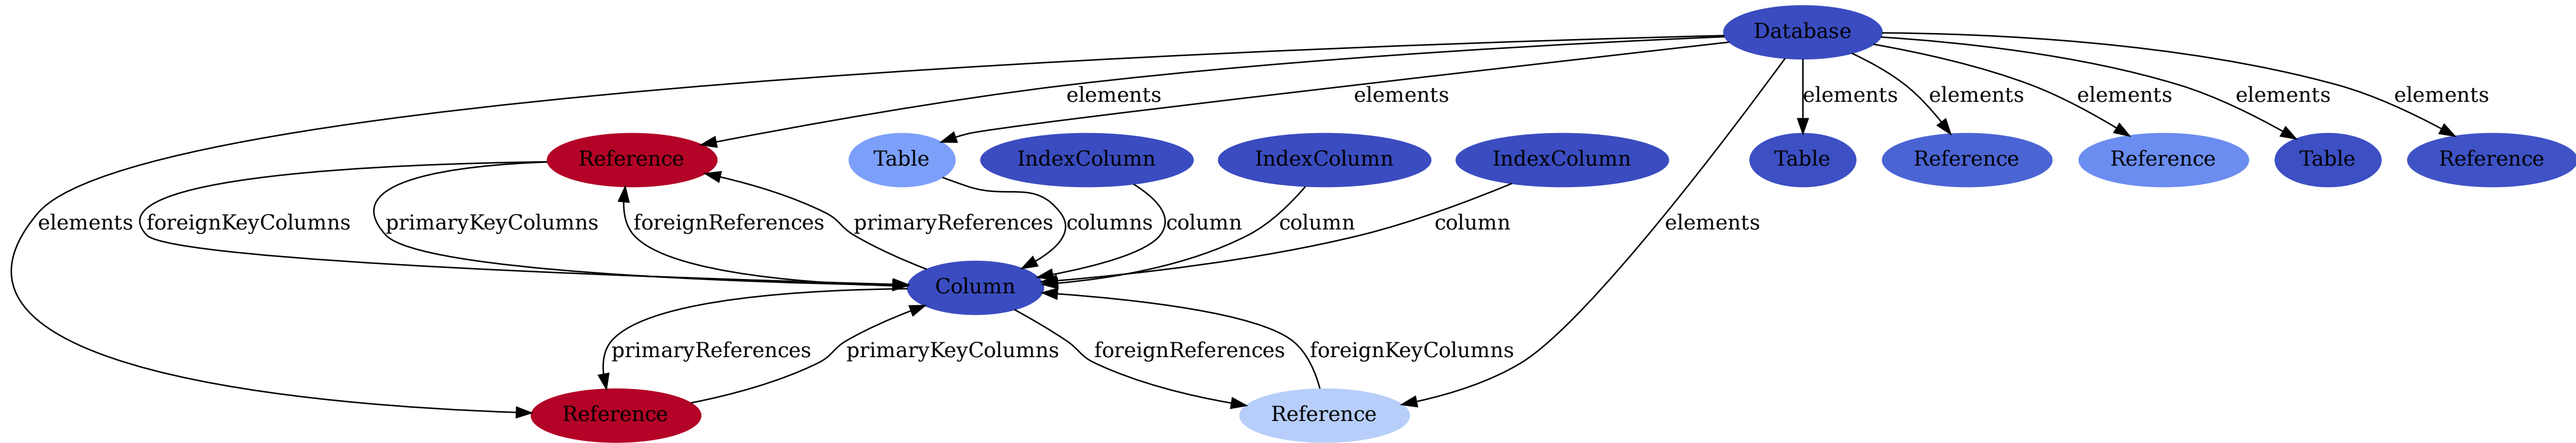 Database
elements
elements
elements
elements
elements
elements
elements
Reference
Table
IndexColumn
IndexColumn
IndexColumn
Table
Reference
Reference
Table
Reference
elements
foreignKeyColumns
primaryKeyColumns
foreignReferences
primaryReferences
columns
column
column
column
elements
Column
primaryReferences
primaryKeyColumns
foreignReferences
foreignKeyColumns
Reference
Reference